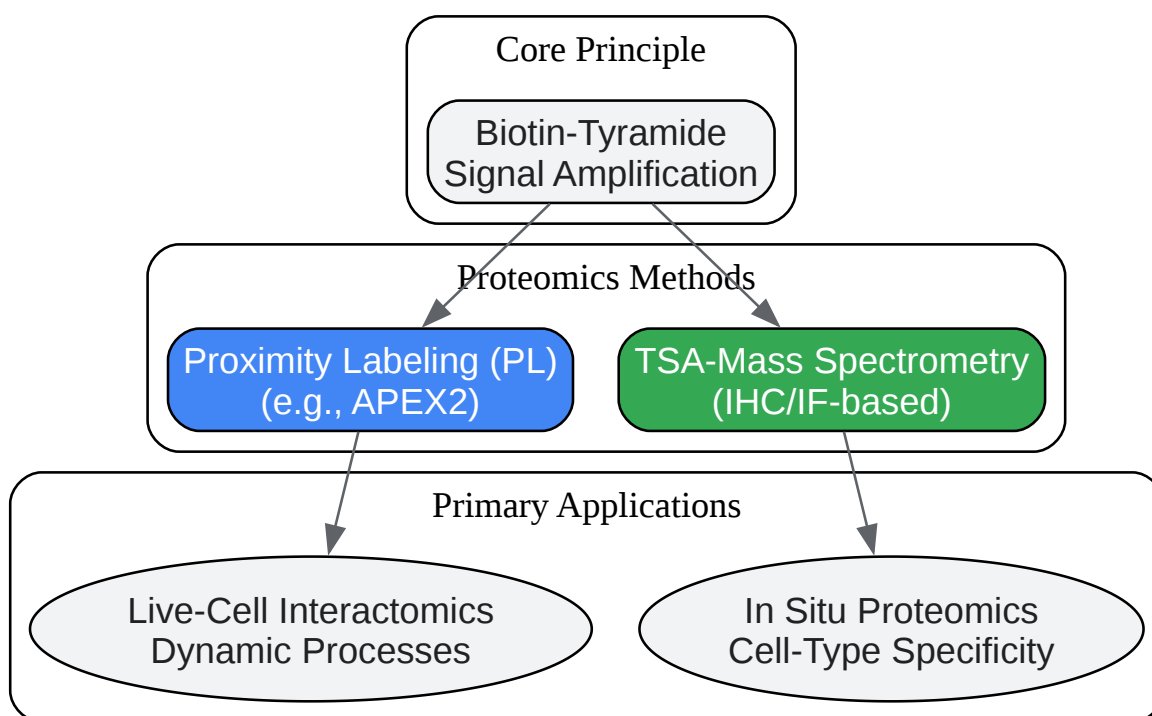 Core Principle
Biotin-Tyramide
Signal Amplification
Proteomics Methods
Proximity Labeling (PL)
(e.g., APEX2)
TSA-Mass Spectrometry
(IHC/IF-based)
Primary Applications
Live-Cell Interactomics
Dynamic Processes
In Situ Proteomics
Cell-Type Specificity